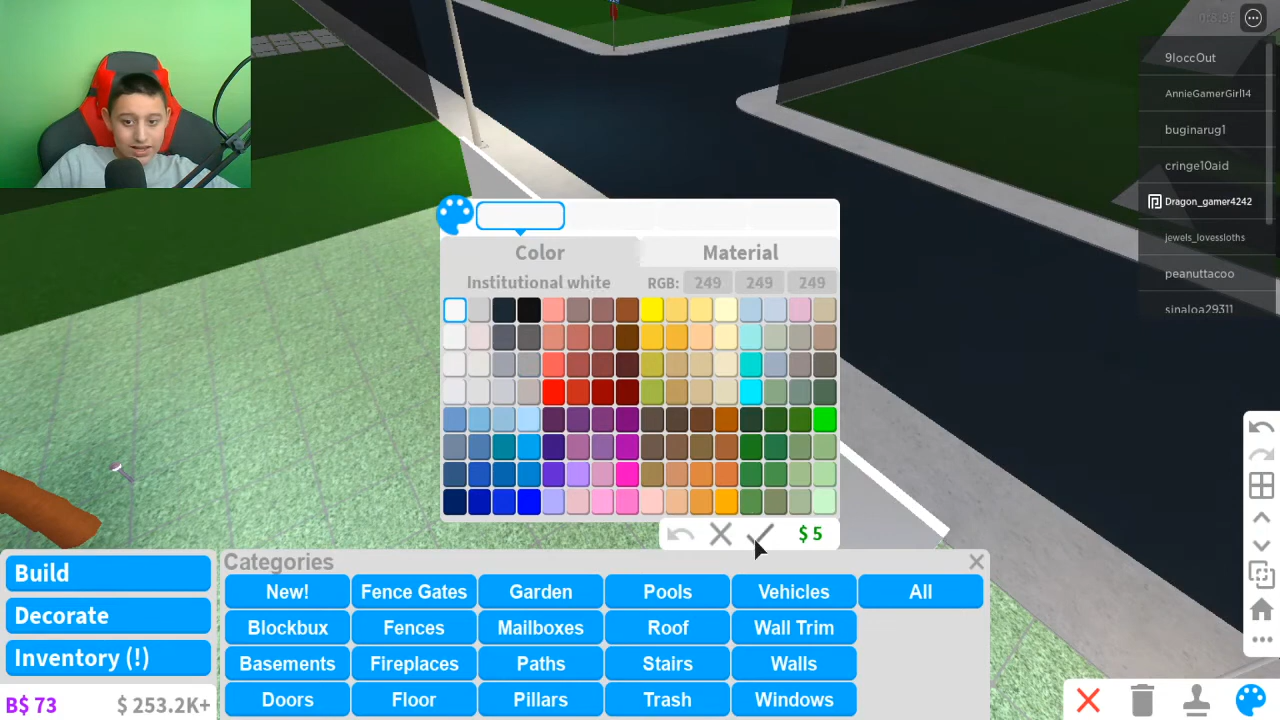 9loccOut
AnnieGamerGirl14
buginarug1
cringe10aid
Dragon_gamer4242
jewels_lovessloths
peanuttacoo
sinaloa29311
Color
Material
Institutional white
RGB: 249 249 249
$ 5
Build
Decorate
Inventory (!)
B$ 73
$ 253.2K+
Categories
New! Fence Gates Garden Pools Vehicles All
Blockbux Fences Mailboxes Roof Wall Trim
Basements Fireplaces Paths Stairs Walls
Doors Floor Pillars Trash Windows